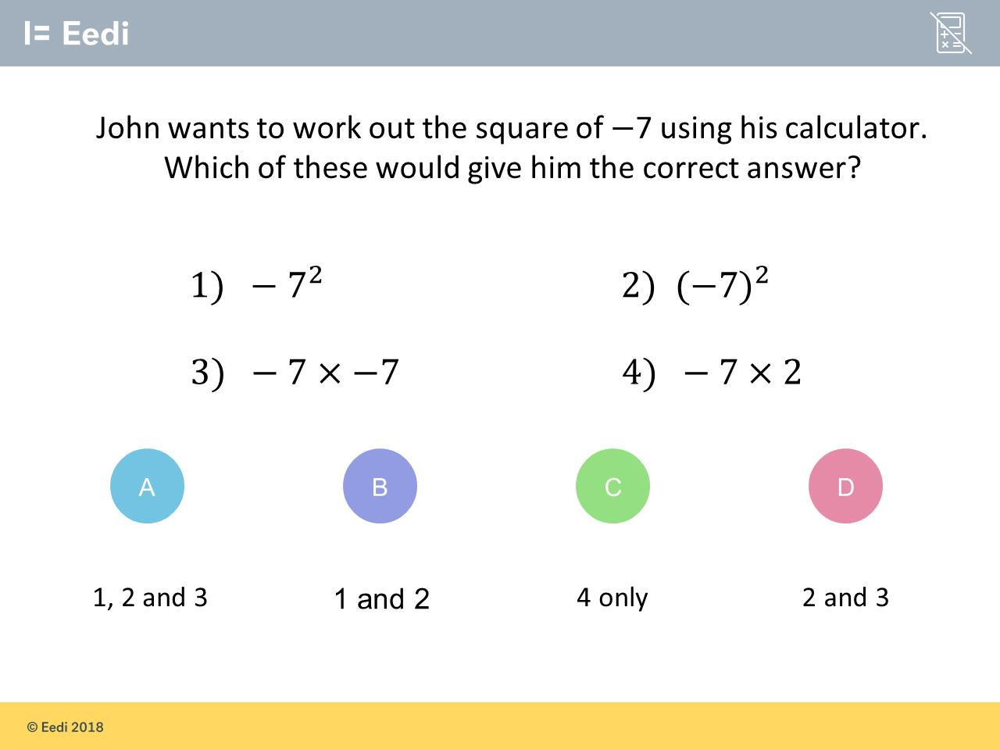 Eedi
John wants to work out the square of −7 using his calculator.
Which of these would give him the correct answer?
1) − 7² 2) (−7)²
3) − 7 × −7 4) − 7 × 2
A B C D
1, 2 and 3 1 and 2 4 only 2 and 3
© Eedi 2018